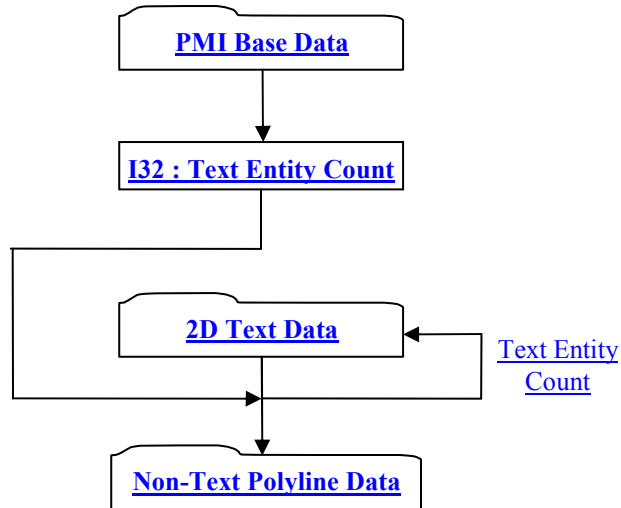 PMI Base Data
I32 : Text Entity Count
2D Text Data
Text Entity
Count
Non-Text Polyline Data